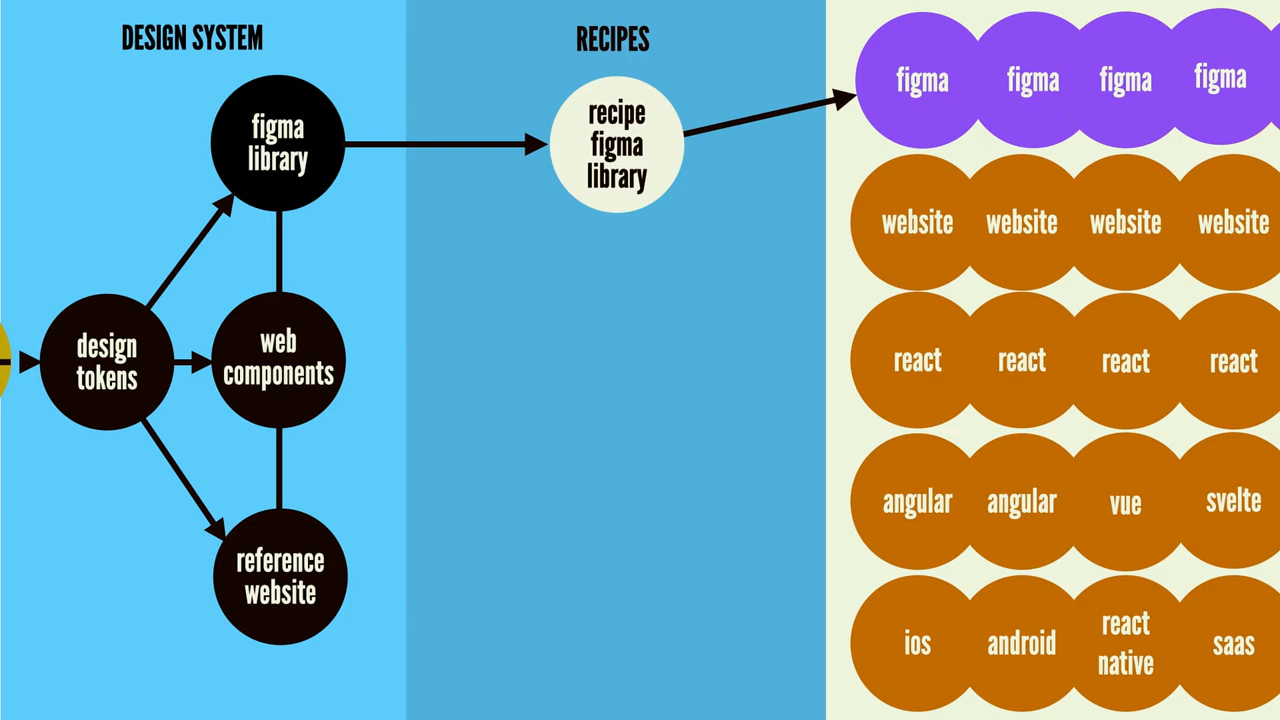 DESIGN SYSTEM
RECIPES
figma
library
design
tokens
web
components
reference
website
recipe
figma
library
figma
figma
figma
figma
website
website
website
website
react
react
react
react
angular
angular
vue
svelte
ios
android
react
native
saas